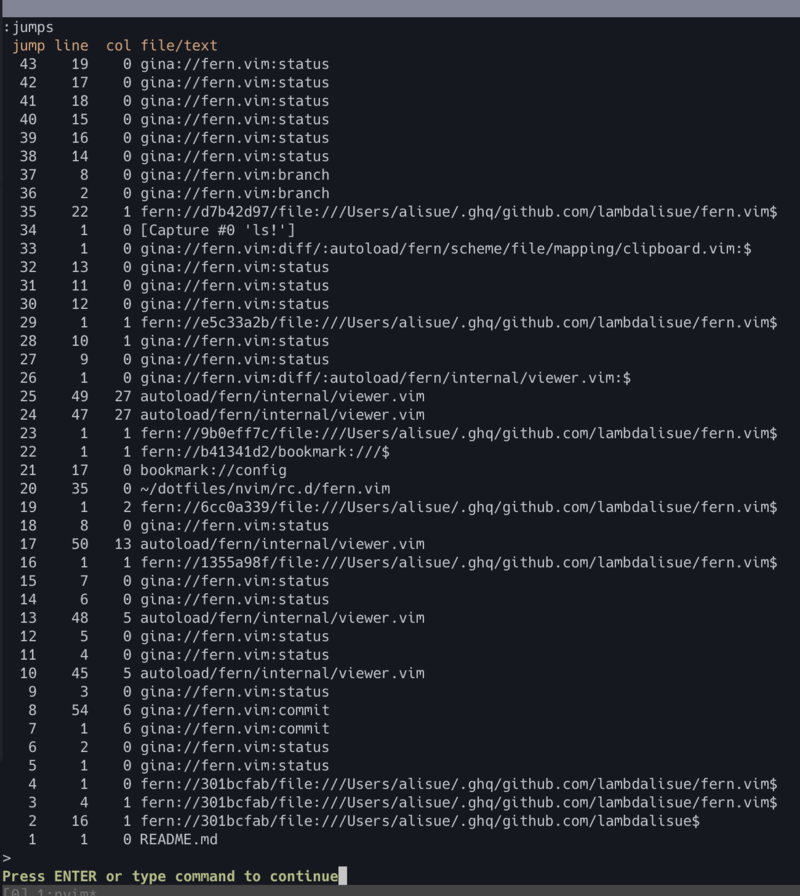 :jumps
 jump line  col file/text
  43    19    0 gina://fern.vim:status
  42    17    0 gina://fern.vim:status
  41    18    0 gina://fern.vim:status
  40    15    0 gina://fern.vim:status
  39    16    0 gina://fern.vim:status
  38    14    0 gina://fern.vim:status
  37     8    0 gina://fern.vim:branch
  36     2    0 gina://fern.vim:branch
  35    22    1 fern://d7b42d97/file:///Users/alisue/.ghq/github.com/lambdalisue/fern.vim$
  34     1    0 [Capture #0 'ls!']
  33     1    0 gina://fern.vim:diff/:autoload/fern/scheme/file/mapping/clipboard.vim:$
  32    13    0 gina://fern.vim:status
  31    11    0 gina://fern.vim:status
  30    12    0 gina://fern.vim:status
  29     1    1 fern://e5c33a2b/file:///Users/alisue/.ghq/github.com/lambdalisue/fern.vim$
  28    10    1 gina://fern.vim:status
  27     9    0 gina://fern.vim:status
  26     1    0 gina://fern.vim:diff/:autoload/fern/internal/viewer.vim:$
  25    49   27 autoload/fern/internal/viewer.vim
  24    47   27 autoload/fern/internal/viewer.vim
  23     1    1 fern://9b0eff7c/file:///Users/alisue/.ghq/github.com/lambdalisue/fern.vim$
  22     1    1 fern://b41341d2/bookmark:///$
  21    17    0 bookmark://config
  20    35    0 ~/dotfiles/nvim/rc.d/fern.vim
  19     1    2 fern://6cc0a339/file:///Users/alisue/.ghq/github.com/lambdalisue/fern.vim$
  18     8    0 gina://fern.vim:status
  17    50   13 autoload/fern/internal/viewer.vim
  16     1    1 fern://1355a98f/file:///Users/alisue/.ghq/github.com/lambdalisue/fern.vim$
  15     7    0 gina://fern.vim:status
  14     6    0 gina://fern.vim:status
  13    48    5 autoload/fern/internal/viewer.vim
  12     5    0 gina://fern.vim:status
  11     4    0 gina://fern.vim:status
  10    45    5 autoload/fern/internal/viewer.vim
   9     3    0 gina://fern.vim:status
   8    54    6 gina://fern.vim:commit
   7     1    6 gina://fern.vim:commit
   6     2    0 gina://fern.vim:status
   5     1    0 gina://fern.vim:status
   4     1    0 fern://301bcfab/file:///Users/alisue/.ghq/github.com/lambdalisue/fern.vim$
   3     4    1 fern://301bcfab/file:///Users/alisue/.ghq/github.com/lambdalisue/fern.vim$
   2    16    1 fern://301bcfab/file:///Users/alisue/.ghq/github.com/lambdalisue$
   1     1    0 README.md
>
Press ENTER or type command to continue
[0] 1:nvim*